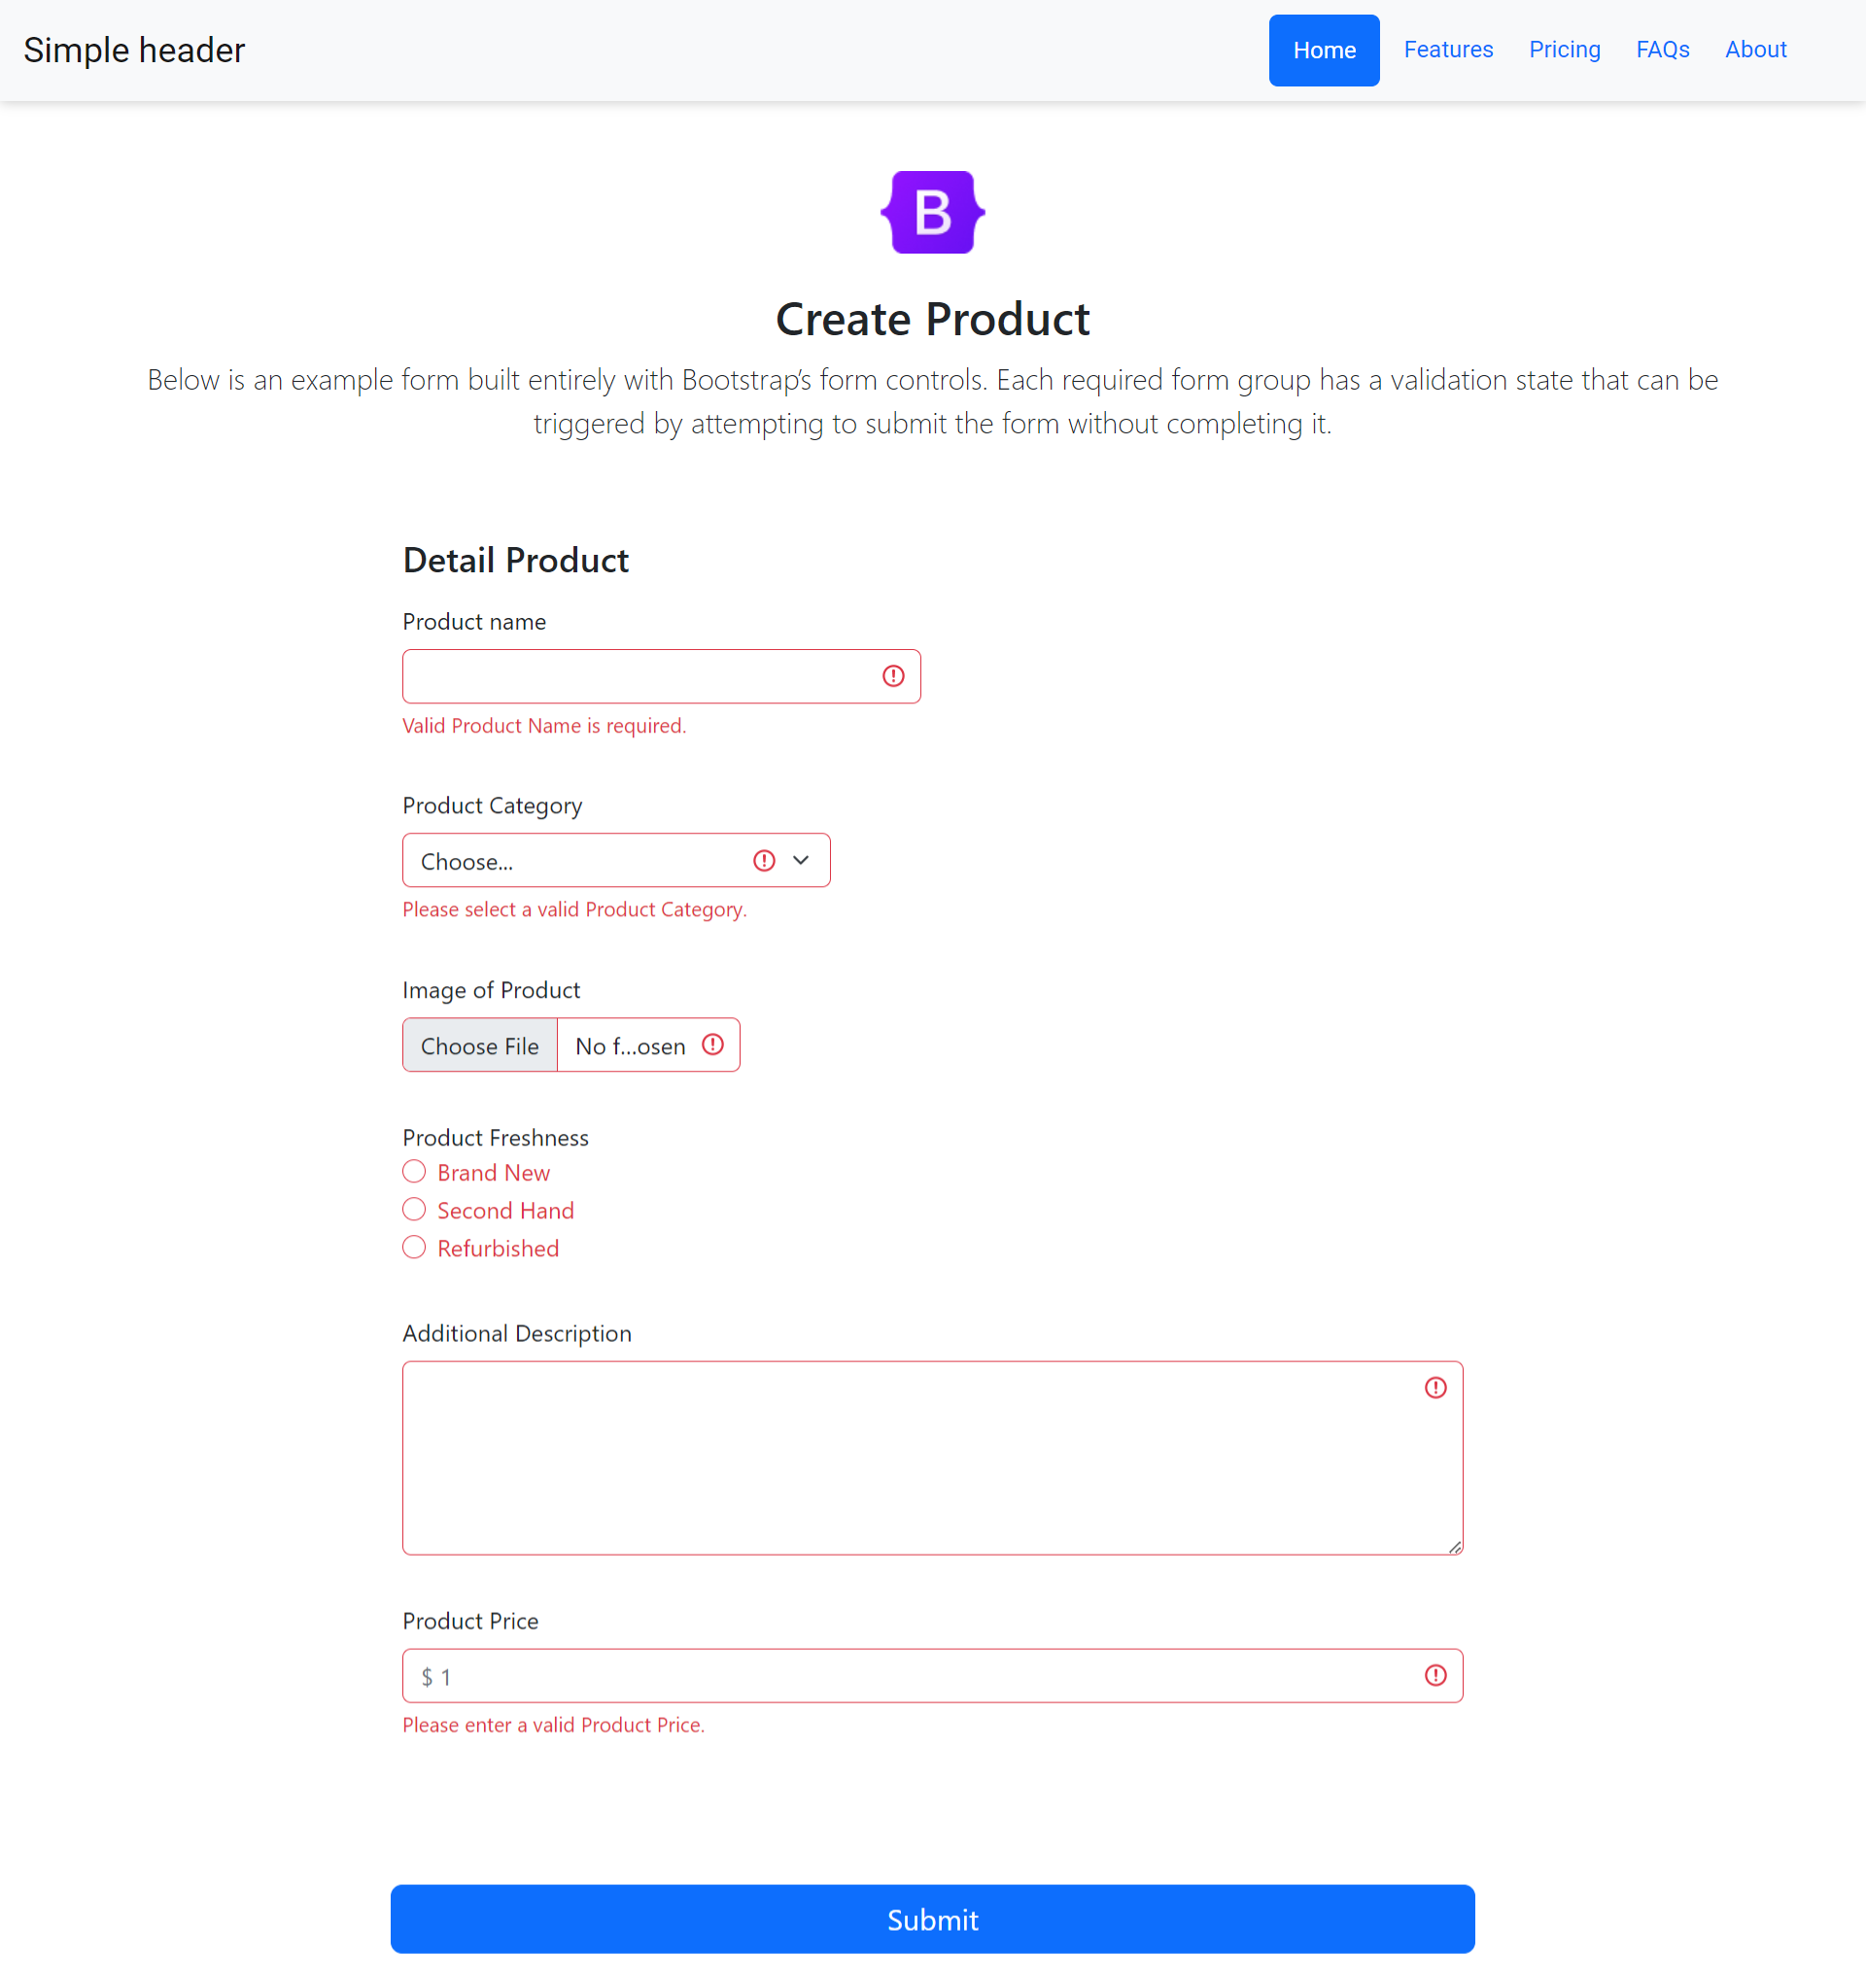 Simple header
Home Features Pricing FAQs About
B
Create Product
Below is an example form built entirely with Bootstrap’s form controls. Each required form group has a validation state that can be
triggered by attempting to submit the form without completing it.
Detail Product
Product name
Valid Product Name is required.
Product Category
Choose...
Please select a valid Product Category.
Image of Product
Choose File No f...osen
Product Freshness
Brand New
Second Hand
Refurbished
Additional Description
Product Price
$ 1
Please enter a valid Product Price.
Submit